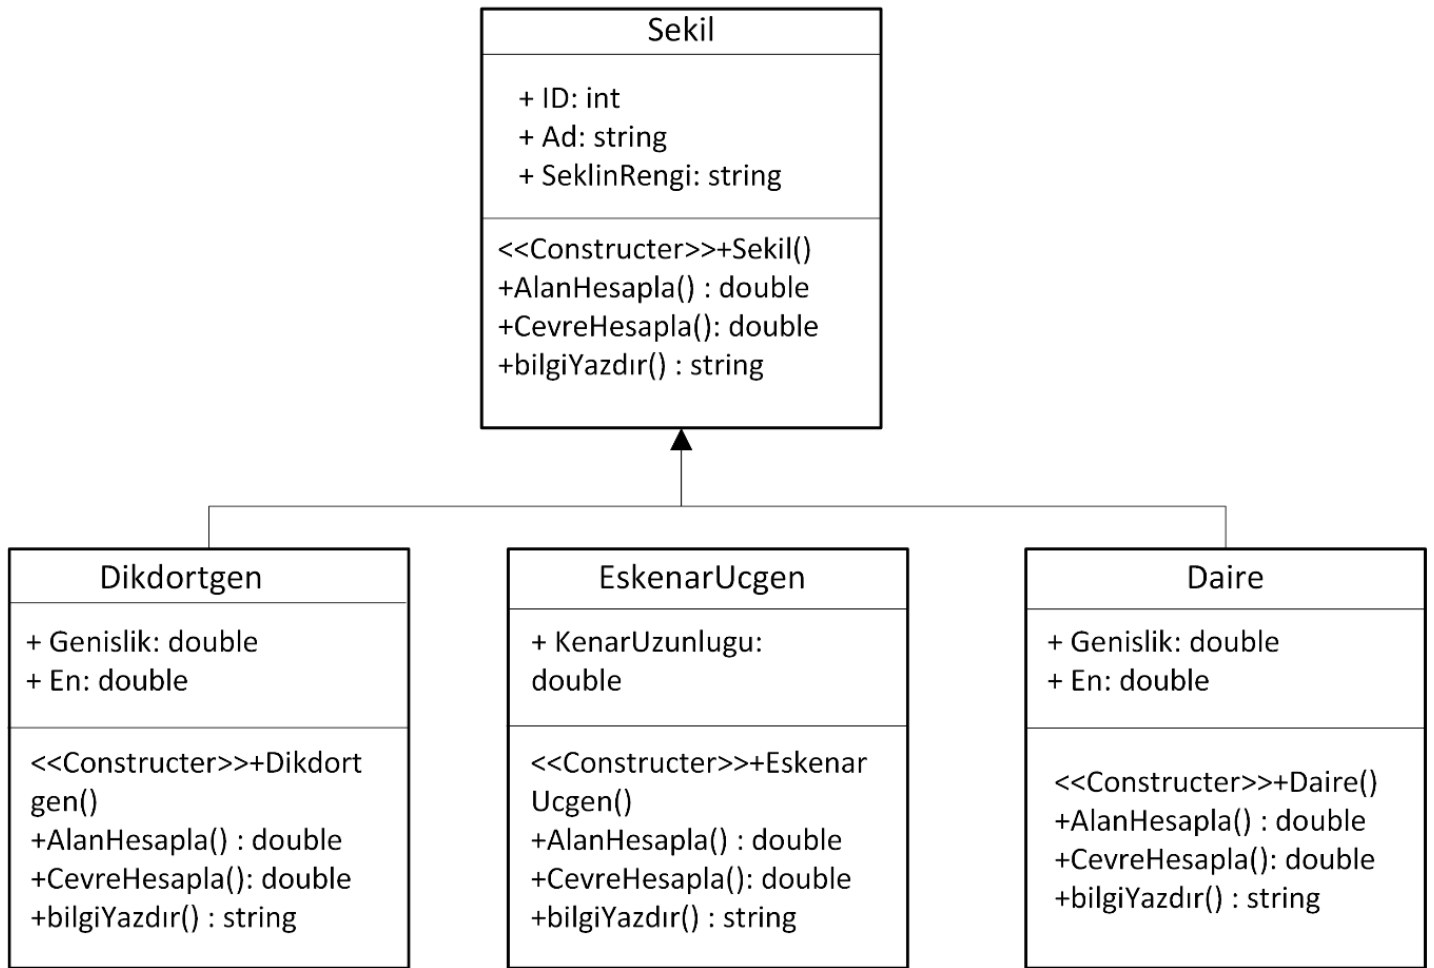 Sekil
+ ID: int
+ Ad: string
+ SeklinRengi: string
<<Constructer>>+Sekil()
+AlanHesapla() : double
+CevreHesapla(): double
+bilgiYazdır() : string
Dikdortgen
+ Genislik: double
+ En: double
<<Constructer>>+Dikdort
gen()
+AlanHesapla() : double
+CevreHesapla(): double
+bilgiYazdır() : string
EskenarUcgen
+ KenarUzunlugu:
double
<<Constructer>>+Eskenar
Ucgen()
+AlanHesapla() : double
+CevreHesapla(): double
+bilgiYazdır() : string
Daire
+ Genislik: double
+ En: double
<<Constructer>>+Daire()
+AlanHesapla() : double
+CevreHesapla(): double
+bilgiYazdır() : string